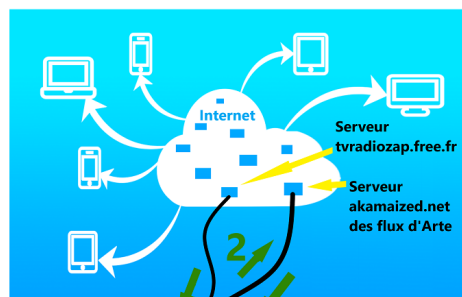 Internet
Serveur
tvradiozap.free.fr
Serveur
akamaized.net
des flux d'Arte
2